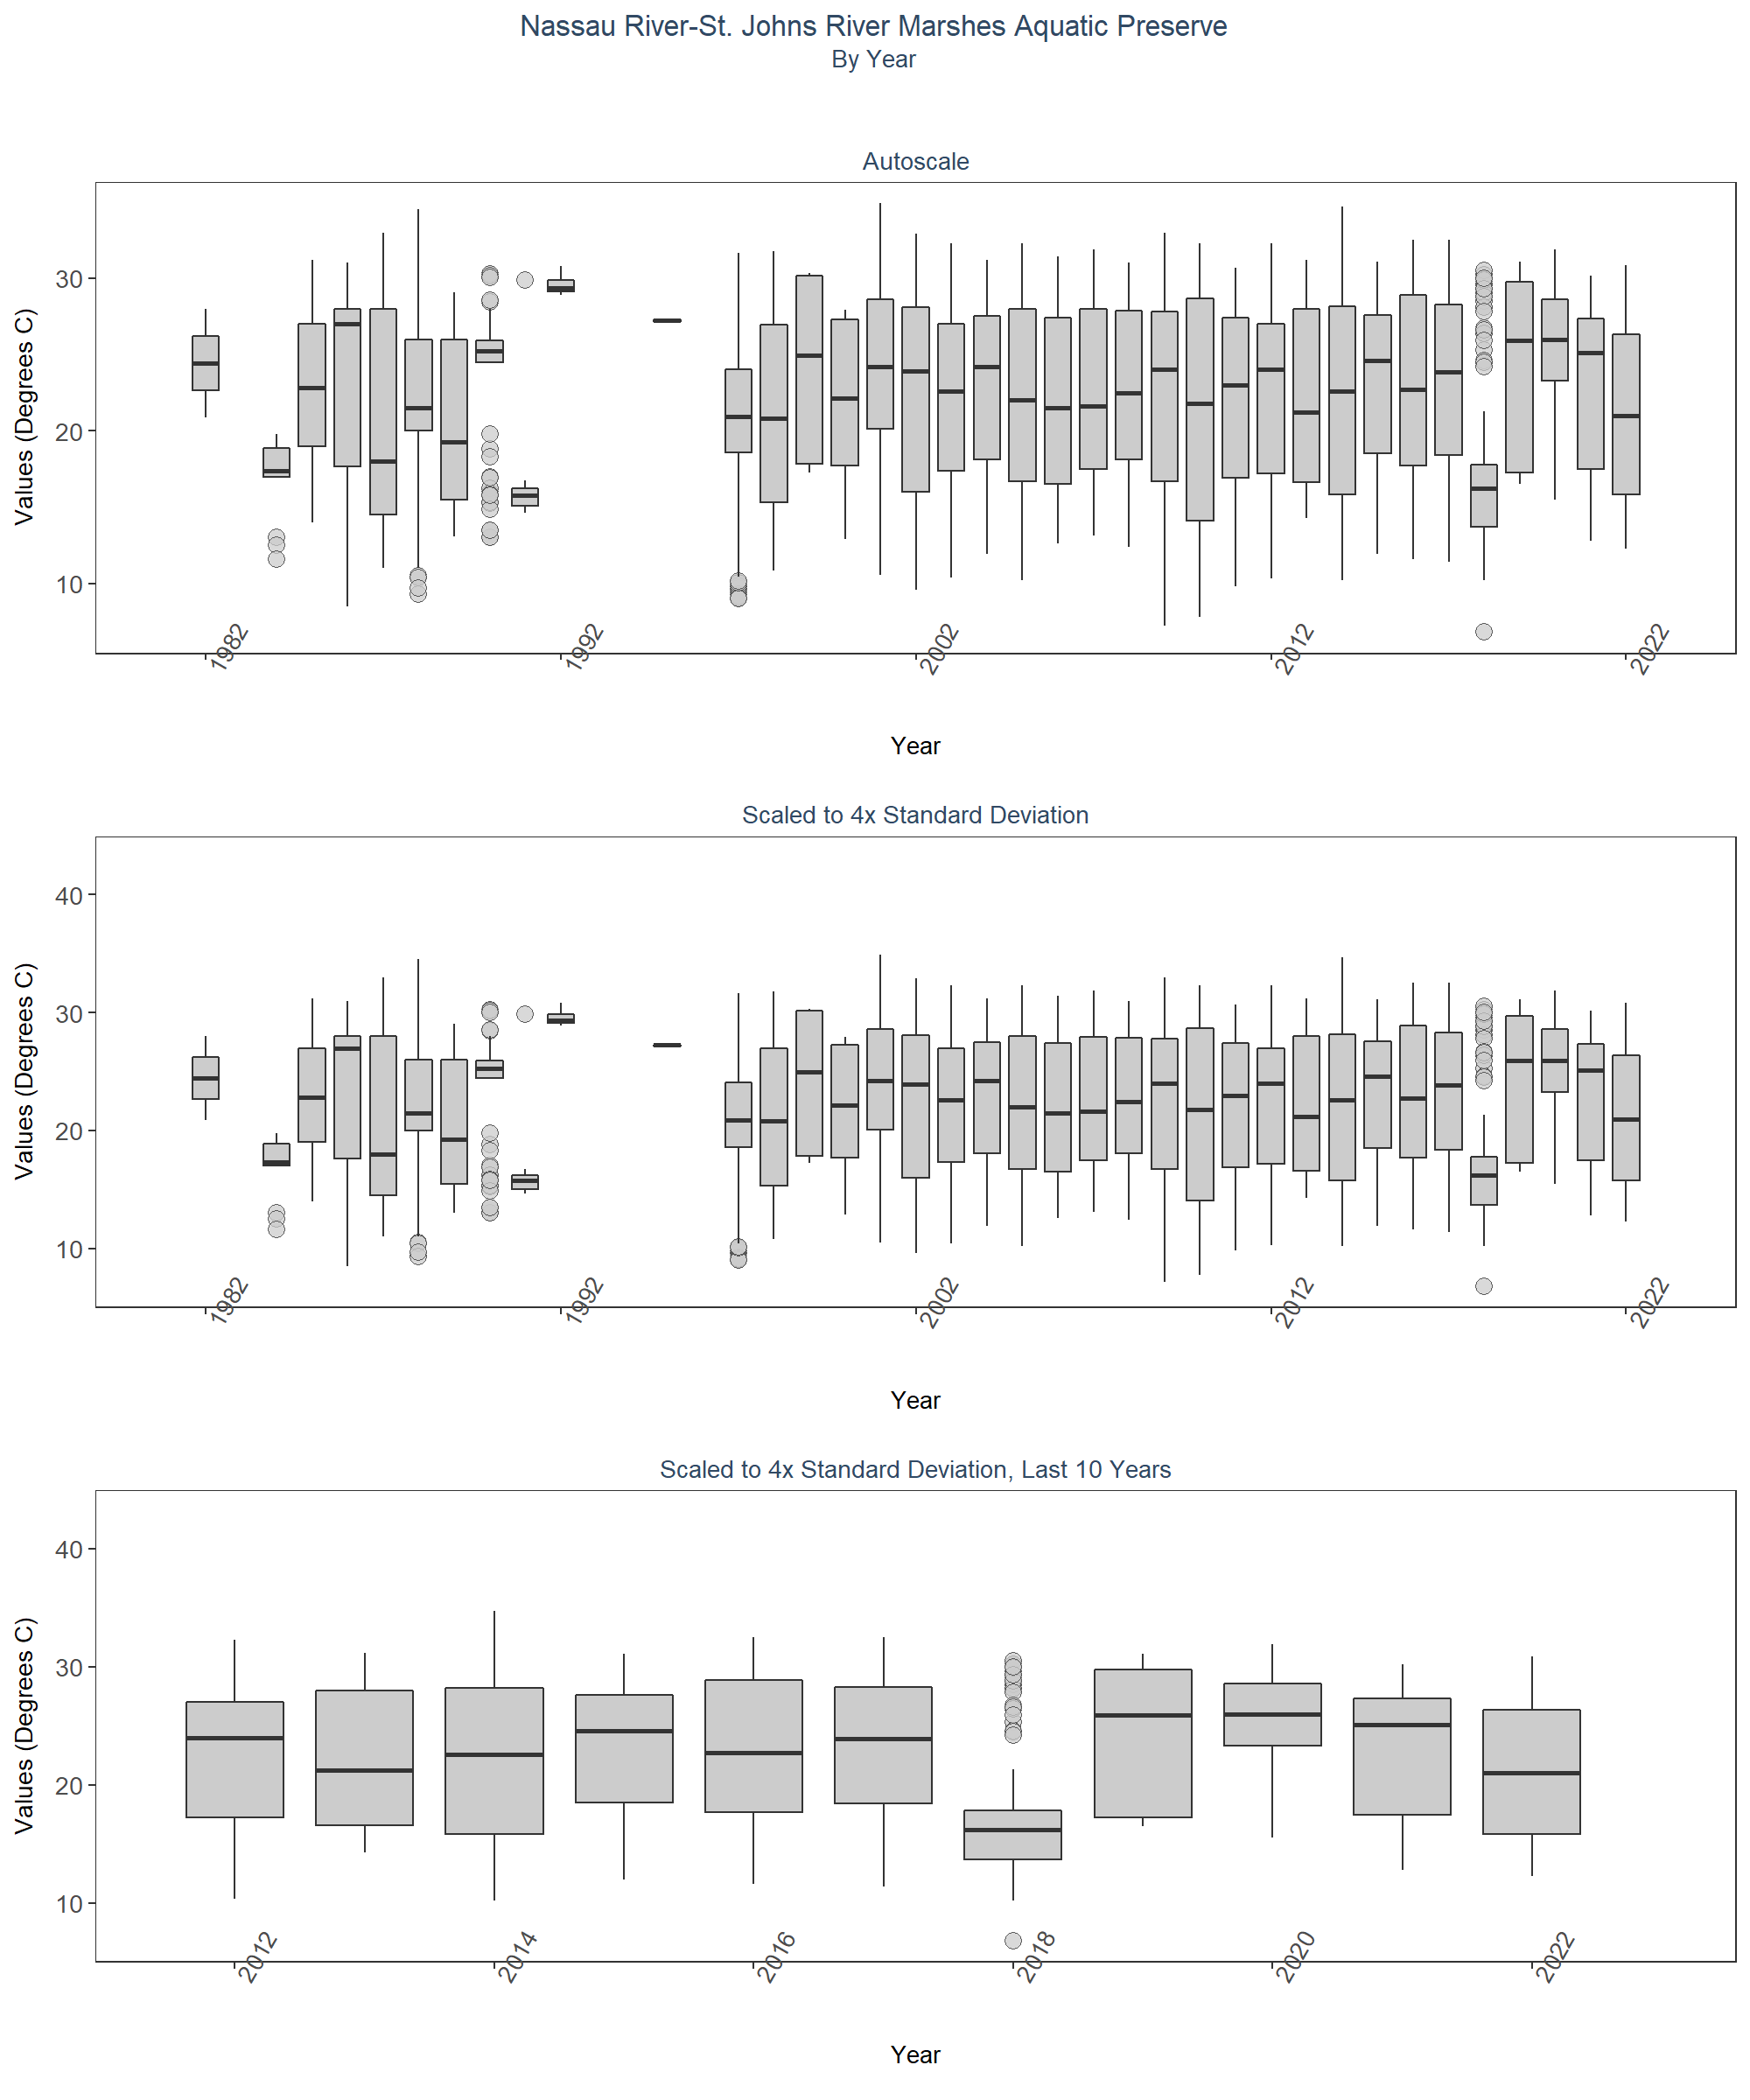 Nassau River-St. Johns River Marshes Aquatic Preserve
By Year
Autoscale
Values (Degrees C)
30
20
10
1982
1992
2002
2012
2022
Year
Scaled to 4x Standard Deviation
Values (Degrees C)
40
30
20
10
1982
1992
2002
2012
2022
Year
Scaled to 4x Standard Deviation, Last 10 Years
Values (Degrees C)
40
30
20
10
2012
2014
2016
2018
2020
2022
Year